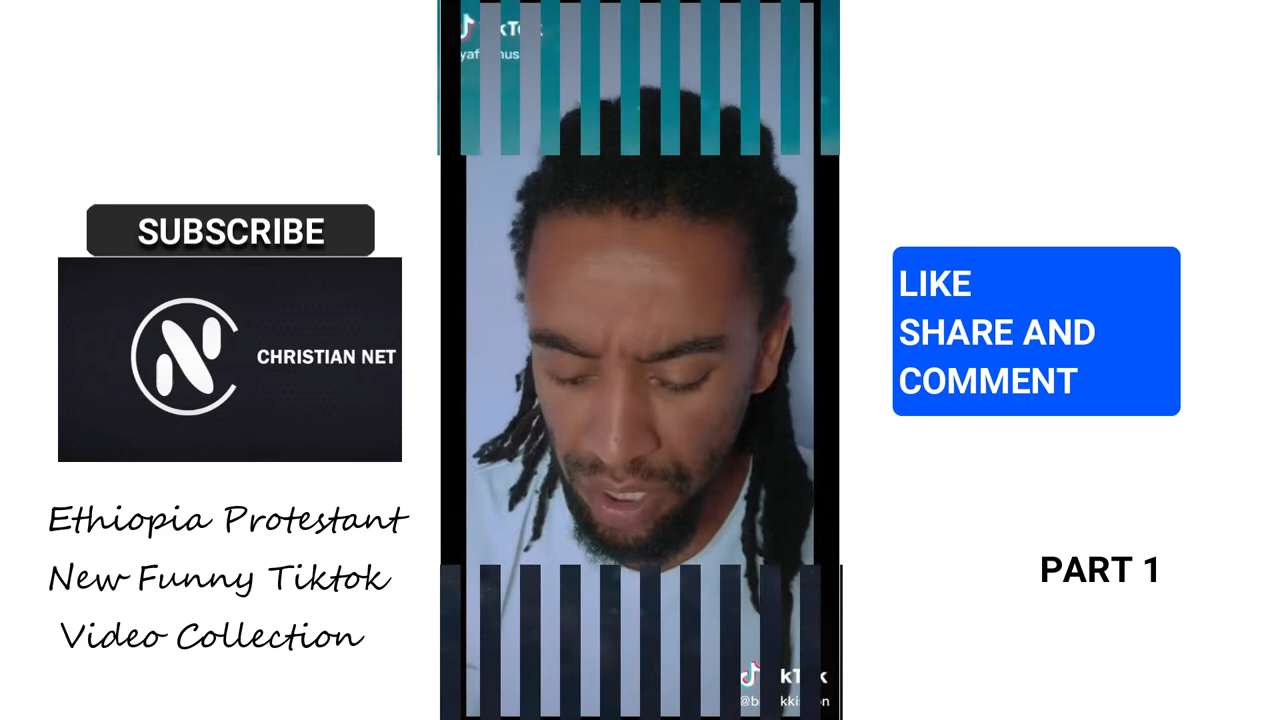 SUBSCRIBE
CHRISTIAN NET
Ethiopia Protestant
New Funny Tiktok
Video Collection
LIKE
SHARE AND
COMMENT
PART 1